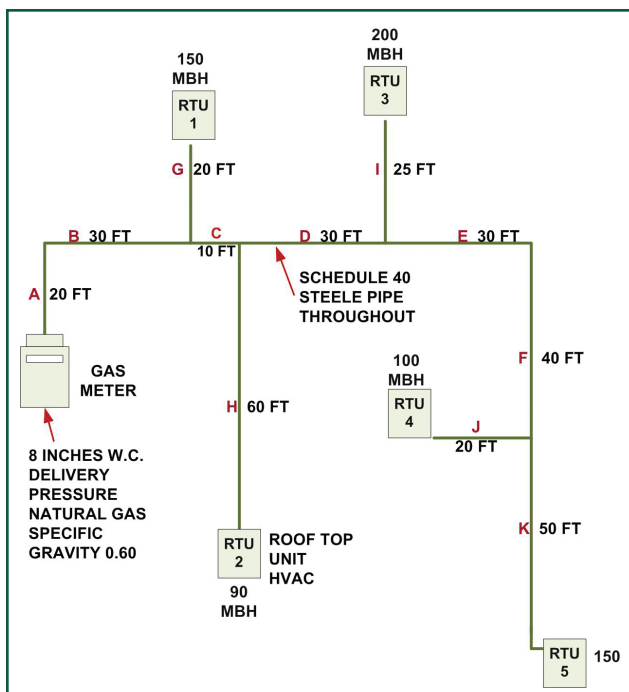 200
MBH
RTU
3
150
MBH
RTU
1
G 20 FT
I 25 FT
B 30 FT
C
10 FT
D 30 FT
E 30 FT
A 20 FT
SCHEDULE 40
STEELE PIPE
THROUGHOUT
GAS
METER
F 40 FT
100
MBH
RTU
4
J
20 FT
H 60 FT
8 INCHES W.C.
DELIVERY
PRESSURE
NATURAL GAS
SPECIFIC
GRAVITY 0.60
K 50 FT
RTU
2
ROOF TOP
UNIT
HVAC
90
MBH
RTU
5
150